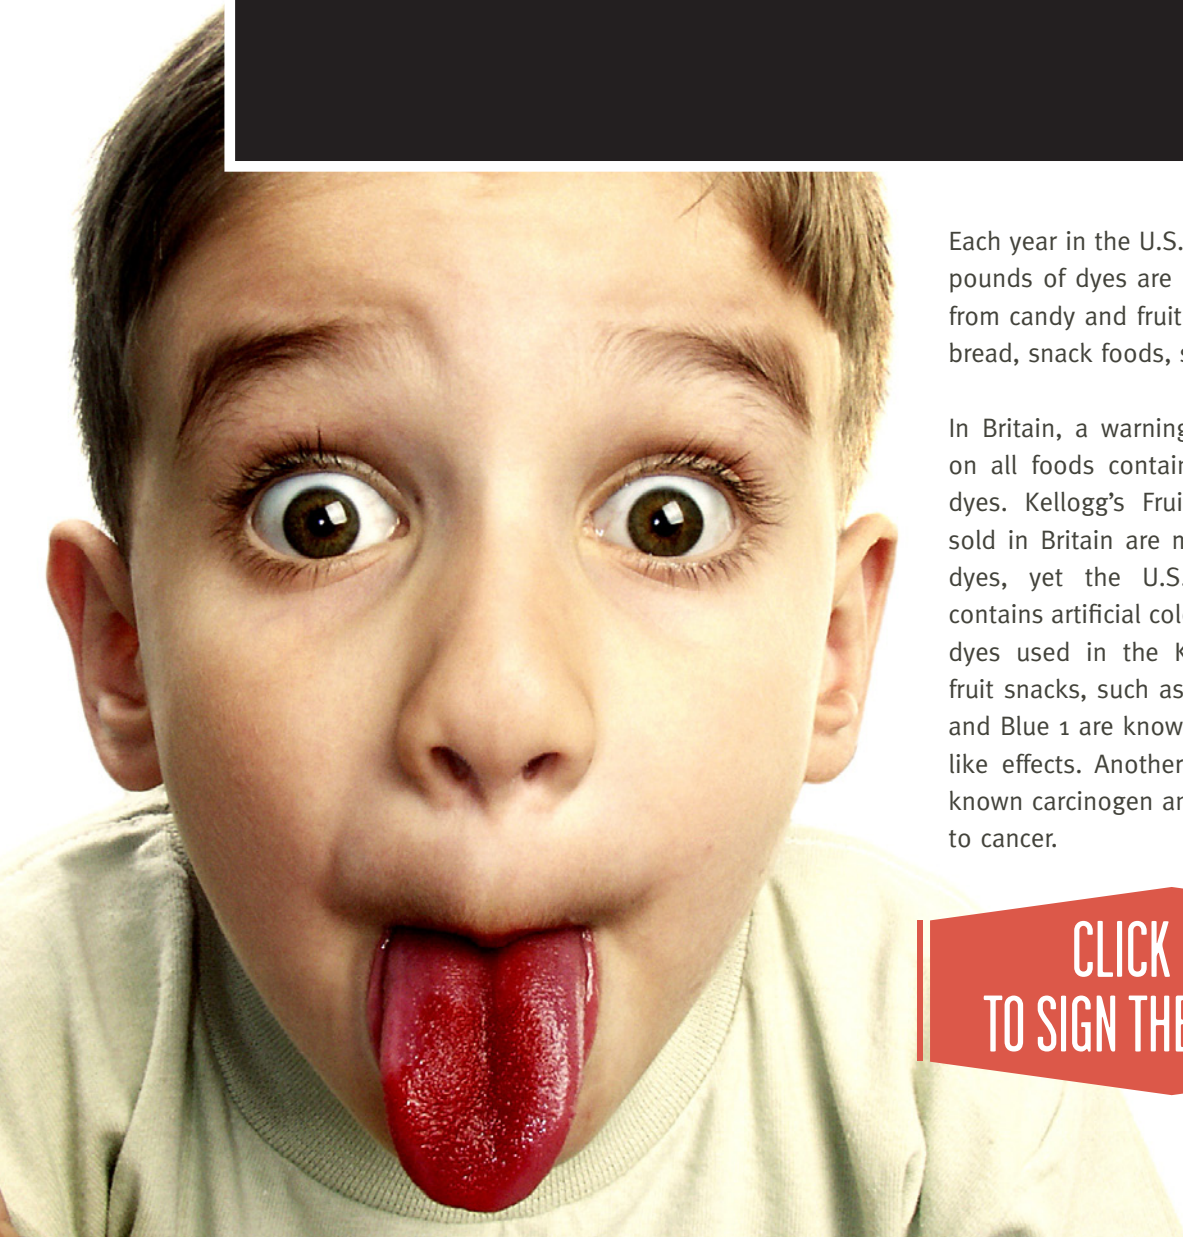 Each year in the U.S.
pounds of dyes are
from candy and fruit
bread, snack foods,
In Britain, a warning
on all foods contain
dyes. Kellogg’s Frui
sold in Britain are
dyes, yet the U.S.
contains artificial col
dyes used in the K
fruit snacks, such as
and Blue 1 are know
like effects. Another
known carcinogen an
to cancer.
CLICK
TO SIGN THE